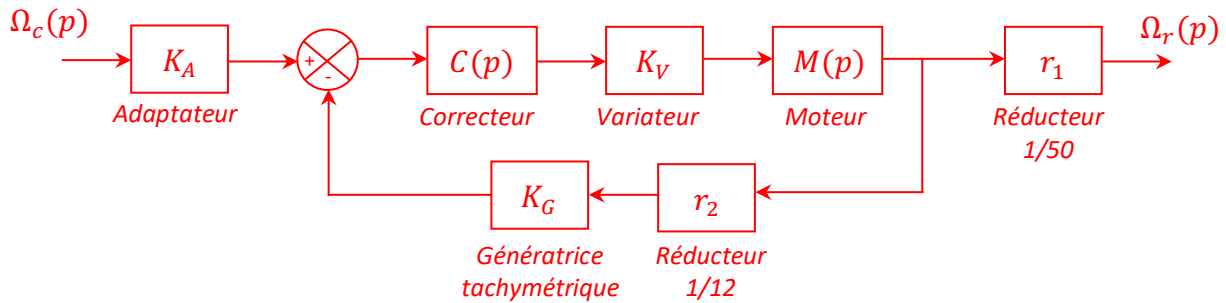 Ω_c(p)
K_A
Adaptateur
+
-
C(p)
Correcteur
K_V
Variateur
M(p)
Moteur
r_1
Réducteur
1/50
Ω_r(p)
K_G
Génératrice
tachymétrique
r_2
Réducteur
1/12